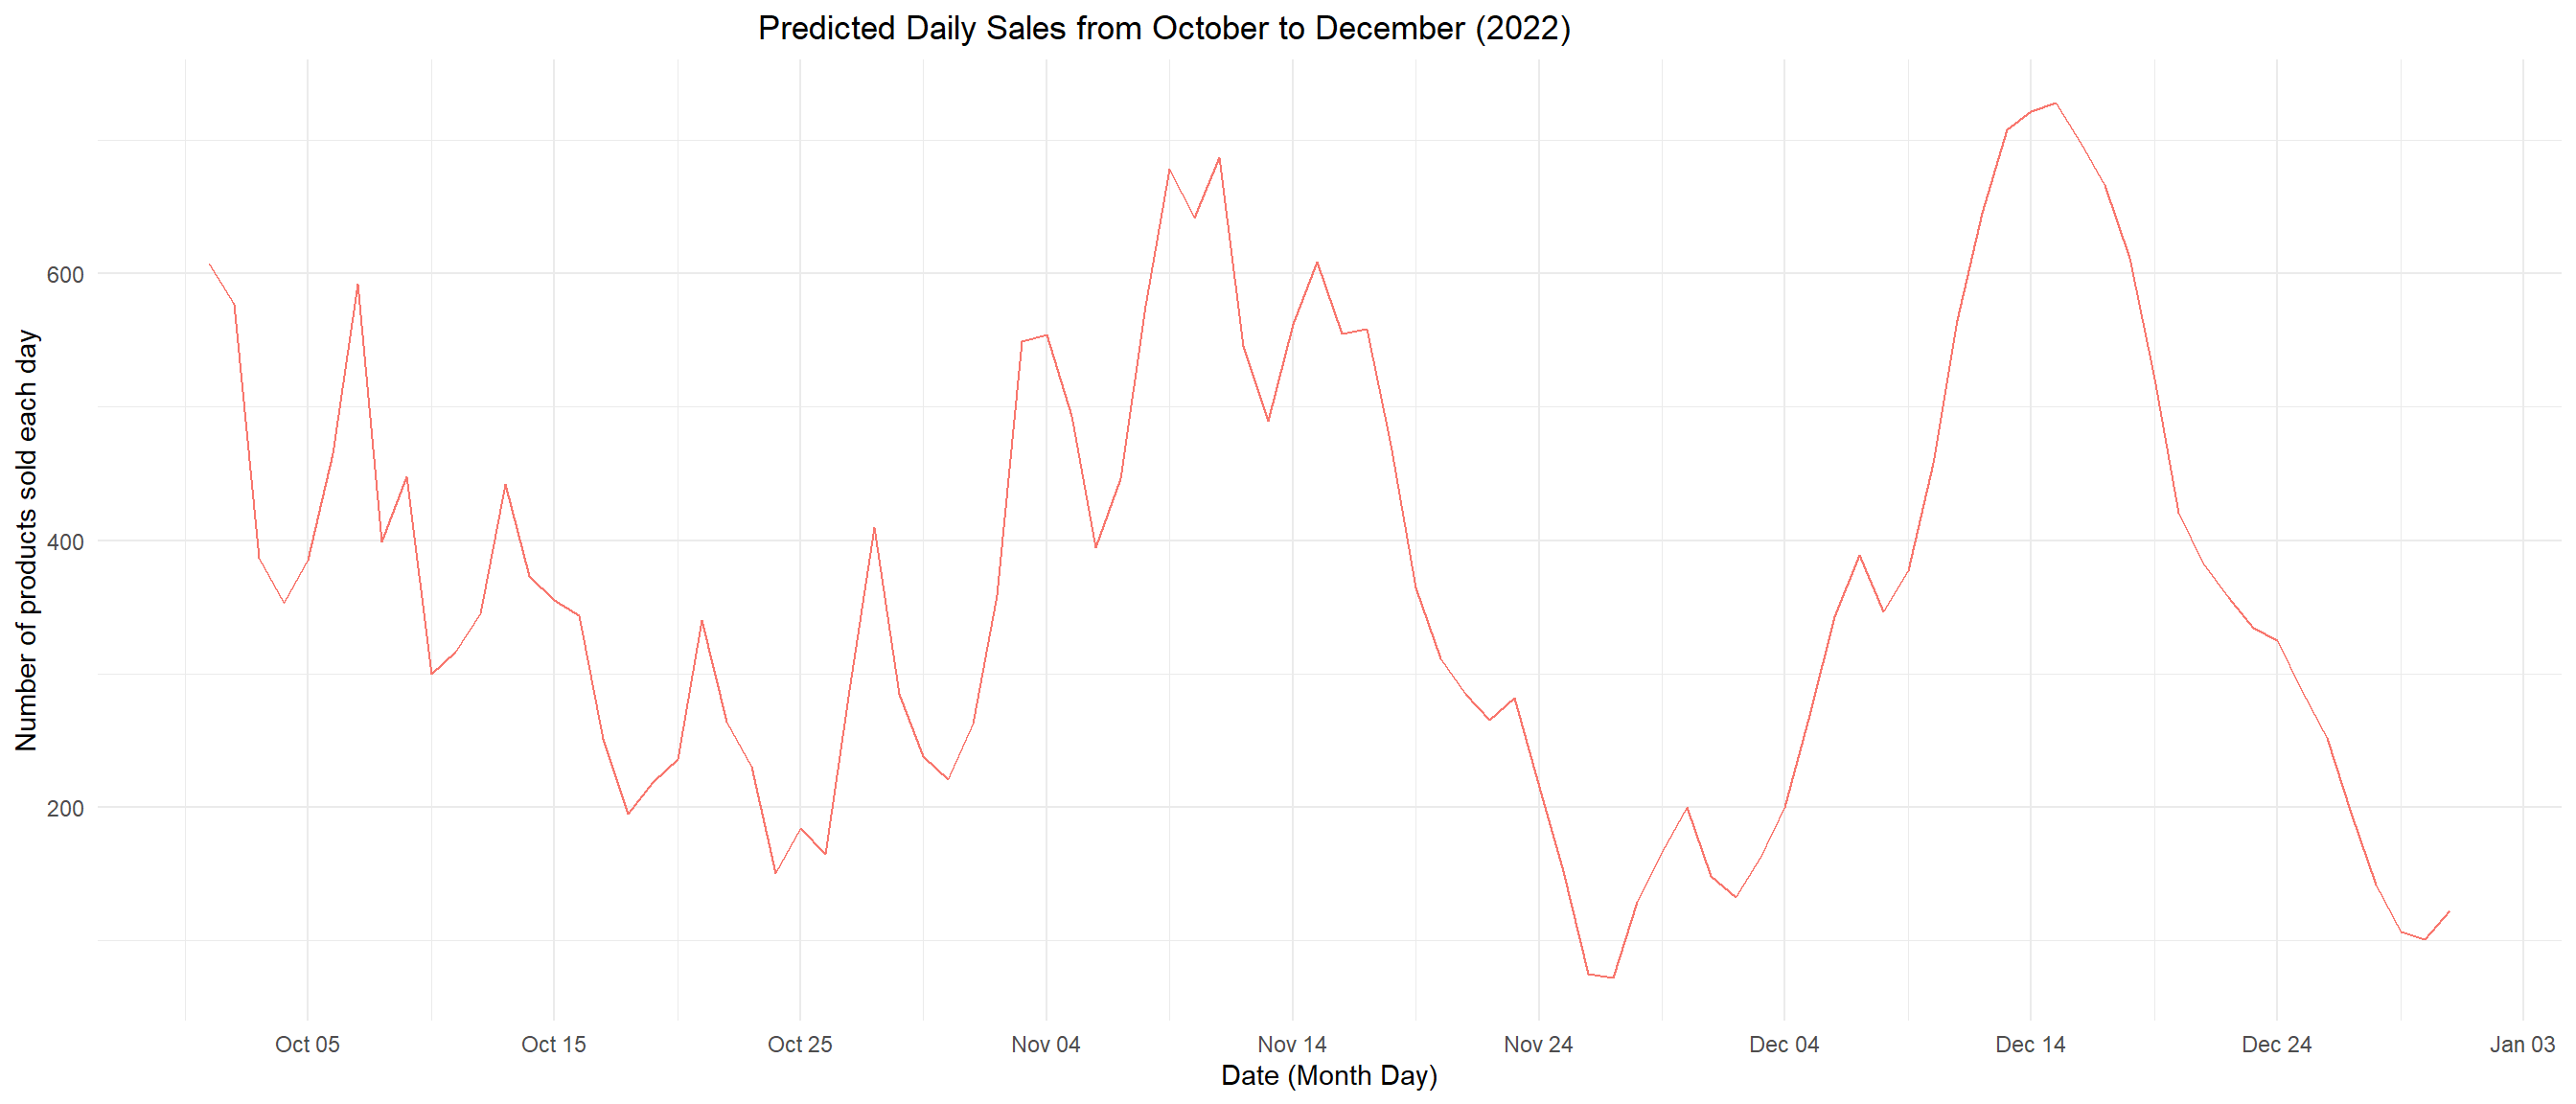 Predicted Daily Sales from October to December (2022)
Number of products sold each day
600
400
200
Oct 05
Oct 15
Oct 25
Nov 04
Nov 14
Nov 24
Dec 04
Dec 14
Dec 24
Jan 03
Date (Month Day)